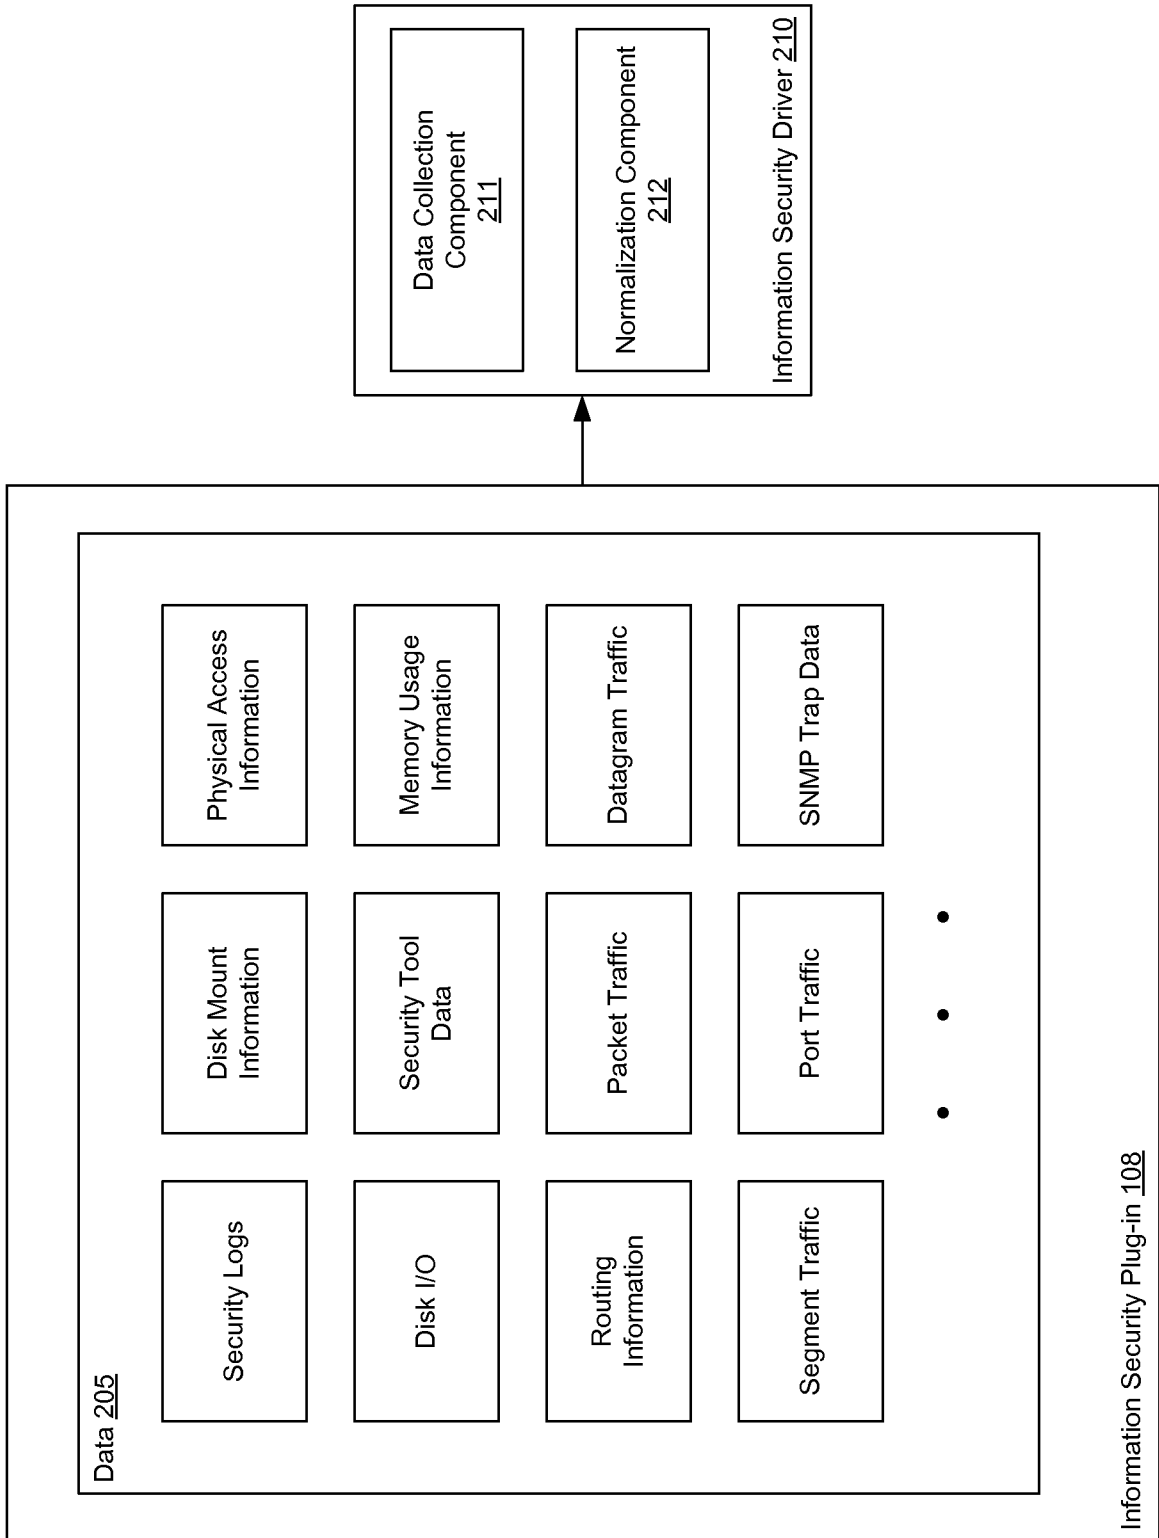 Data 205
Security Logs
Disk Mount
Information
Physical Access
Information
Disk I/O
Security Tool
Data
Memory Usage
Information
Routing
Information
Packet Traffic
Datagram Traffic
Segment Traffic
Port Traffic
SNMP Trap Data
Information Security Plug-in 108
Data Collection
Component
211
Normalization Component
212
Information Security Driver 210